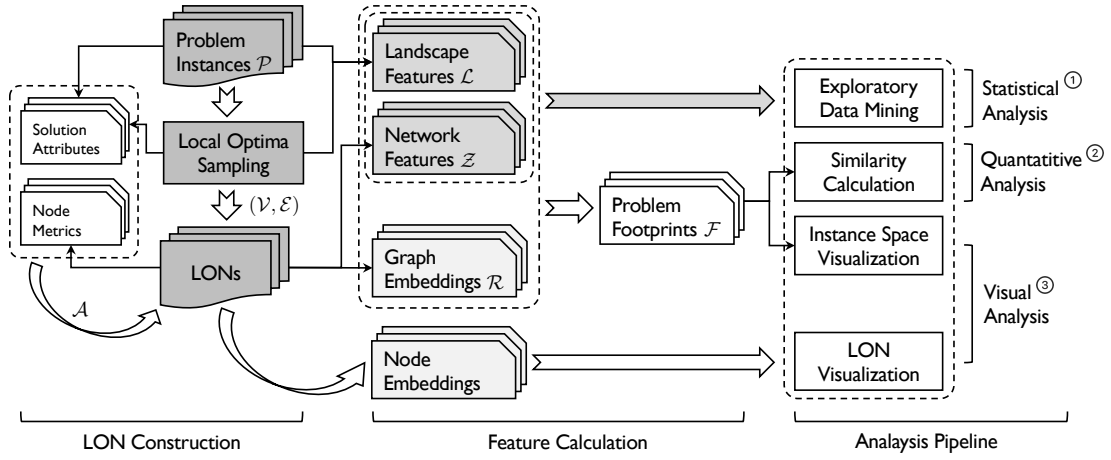 Problem
Instances 𝒫
Solution
Attributes
Local Optima
Sampling
Node
Metrics
(𝒱, ℰ)
LONs
𝒜
LON Construction
Landscape
Features ℒ
Network
Features 𝒵
Graph
Embeddings ℛ
Node
Embeddings
Problem
Footprints ℱ
Feature Calculation
Exploratory
Data Mining
Similarity
Calculation
Instance Space
Visualization
LON
Visualization
Statistical ①
Analysis
Quantatitive ②
Analysis
Visual ③
Analysis
Analaysis Pipeline